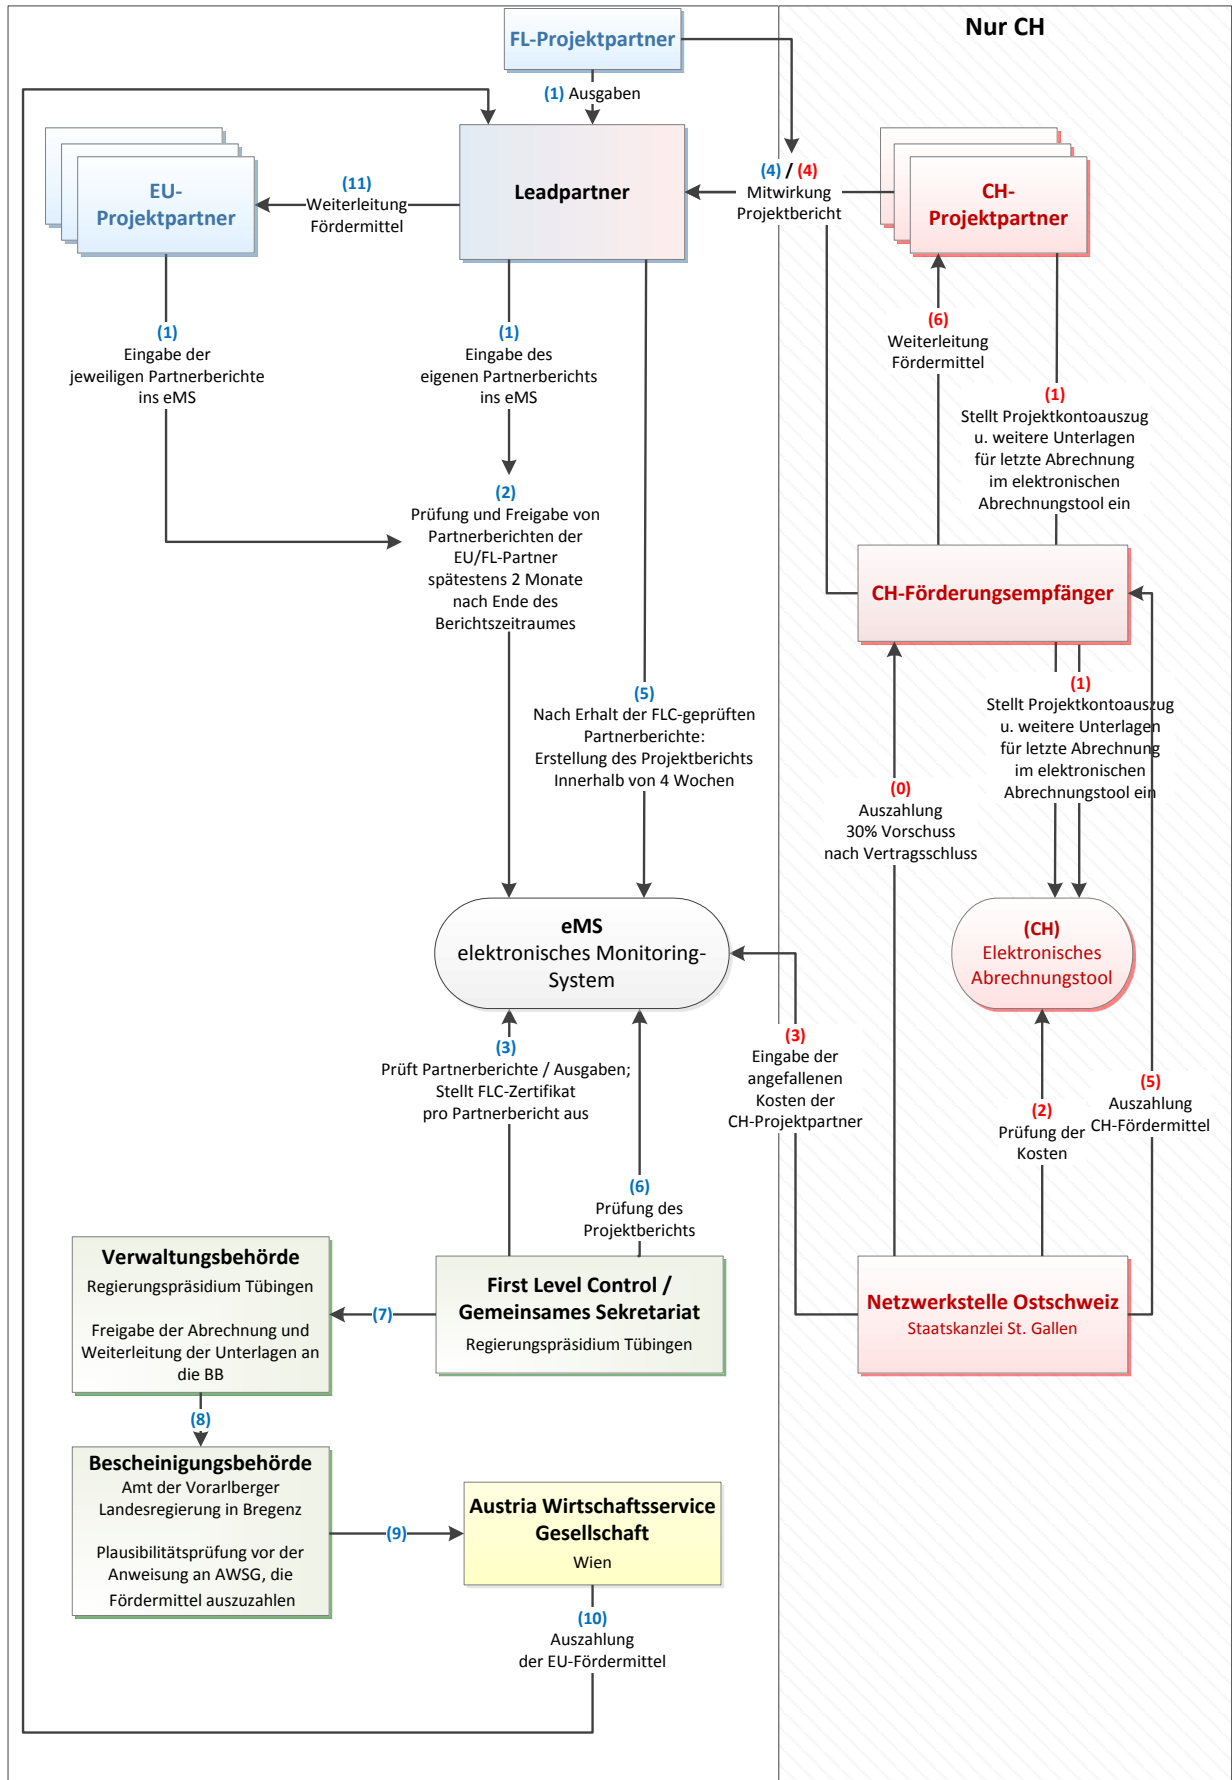 Nur CH
FL-Projektpartner
(1) Ausgaben
Leadpartner
EU-
Projektpartner
(11)
Weiterleitung
Fördermittel
(4) / (4)
Mitwirkung
Projektbericht
CH-
Projektpartner
(1)
Eingabe der
jeweiligen Partnerberichte
ins eMS
(1)
Eingabe des
eigenen Partnerberichts
ins eMS
(6)
Weiterleitung
Fördermittel
(1)
Stellt Projektkontoauszug
u. weitere Unterlagen
für letzte Abrechnung
im elektronischen
Abrechnungstool ein
(2)
Prüfung und Freigabe von
Partnerberichten der
EU/FL-Partner
spätestens 2 Monate
nach Ende des
Berichtszeitraumes
CH-Förderungsempfänger
(5)
Nach Erhalt der FLC-geprüften
Partnerberichte:
Erstellung des Projektberichts
Innerhalb von 4 Wochen
(1)
Stellt Projektkontoauszug
u. weitere Unterlagen
für letzte Abrechnung
im elektronischen
Abrechnungstool ein
(0)
Auszahlung
30% Vorschuss
nach Vertragsschluss
eMS
elektronisches Monitoring-
System
(CH)
Elektronisches
Abrechnungstool
(3)
Prüft Partnerberichte / Ausgaben;
Stellt FLC-Zertifikat
pro Partnerbericht aus
(3)
Eingabe der
angefallenen
Kosten der
CH-Projektpartner
(2)
Prüfung der
Kosten
(5)
Auszahlung
CH-Fördermittel
(6)
Prüfung des
Projektberichts
Verwaltungsbehörde
Regierungspräsidium Tübingen
Freigabe der Abrechnung und
Weiterleitung der Unterlagen an
die BB
(7)
First Level Control /
Gemeinsames Sekretariat
Regierungspräsidium Tübingen
Netzwerkstelle Ostschweiz
Staatskanzlei St. Gallen
(8)
Bescheinigungsbehörde
Amt der Vorarlberger
Landesregierung in Bregenz
Plausibilitätsprüfung vor der
Anweisung an AWSG, die
Fördermittel auszuzahlen
(9)
Austria Wirtschaftsservice
Gesellschaft
Wien
(10)
Auszahlung
der EU-Fördermittel